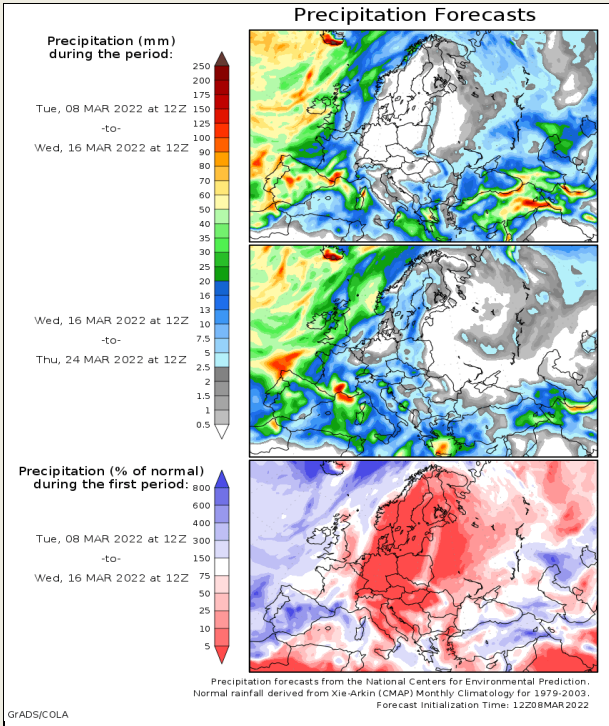 Precipitation Forecasts
Precipitation (mm)
during the period:
250
200
175
150
125
100
90
80
70
60
50
40
35
30
25
20
16
13
10
7.5
5
2.5
2
1.5
1
0.5
Tue, 08 MAR 2022 at 12Z
-to-
Wed, 16 MAR 2022 at 12Z
Wed, 16 MAR 2022 at 12Z
-to-
Thu, 24 MAR 2022 at 12Z
Precipitation (% of normal)
during the first period:
800
600
400
300
150
75
50
25
10
5
Tue, 08 MAR 2022 at 12Z
-to-
Wed, 16 MAR 2022 at 12Z
Precipitation forecasts from the National Centers for Environmental Prediction.
Normal rainfall derived from Xie-Arkin (CMAP) Monthly Climatology for 1979-2003.
Forecast Initialization Time: 12Z08MAR2022
GrADS/COLA